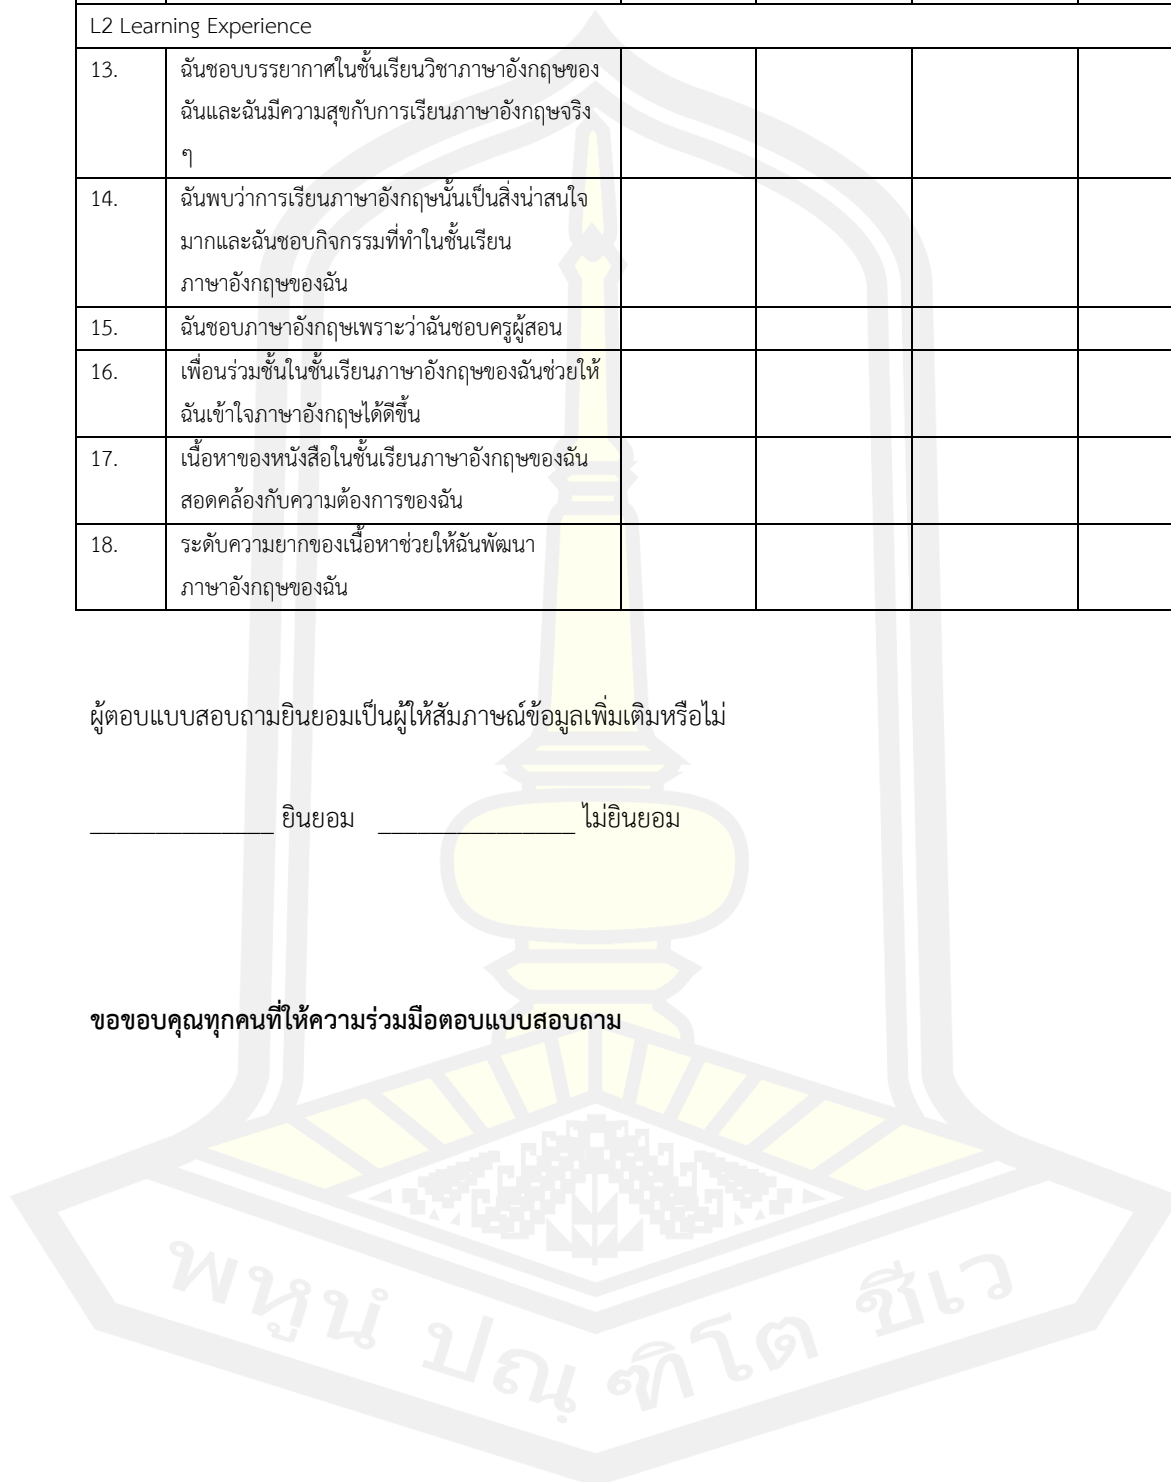 L2 Learning Experience
13. ฉันชอบบรรยากาศในชั้นเรียนวิชาภาษาอังกฤษของ
ฉันและฉันมีความสุขกับการเรียนภาษาอังกฤษจริง
ๆ
14. ฉันพบว่าการเรียนภาษาอังกฤษนั้นเป็นสิ่งน่าสนใจ
มากและฉันชอบกิจกรรมที่ทำในชั้นเรียน
ภาษาอังกฤษของฉัน
15. ฉันชอบภาษาอังกฤษเพราะว่าฉันชอบครูผู้สอน
16. เพื่อนร่วมชั้นในชั้นเรียนภาษาอังกฤษของฉันช่วยให้
ฉันเข้าใจภาษาอังกฤษได้ดีขึ้น
17. เนื้อหาของหนังสือในชั้นเรียนภาษาอังกฤษของฉัน
สอดคล้องกับความต้องการของฉัน
18. ระดับความยากของเนื้อหาช่วยให้ฉันพัฒนา
ภาษาอังกฤษของฉัน
ผู้ตอบแบบสอบถามยินยอมเป็นผู้ให้สัมภาษณ์ข้อมูลเพิ่มเติมหรือไม่
______________ ยินยอม _______________ ไม่ยินยอม
ขอขอบคุณทุกคนที่ให้ความร่วมมือตอบแบบสอบถาม
พหูนํ ปณฺฑิโต ชีเว